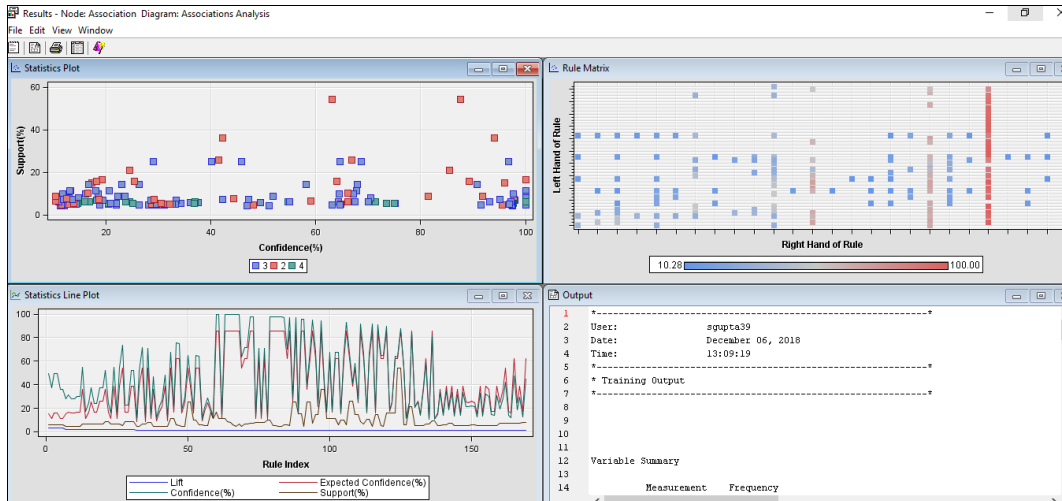 Results - Node: Association Diagram: Associations Analysis
File Edit View Window
Statistics Plot
60
40
20
0
Support(%)
20 40 60 80 100
Confidence(%)
3 2 4
Rule Matrix
Left Hand of Rule
Right Hand of Rule
10.28 100.00
Statistics Line Plot
100
80
60
40
20
0
0 50 100 150
Rule Index
Lift Expected Confidence(%)
Confidence(%) Support(%)
Output
1 *------------------------------------------------------------*
2 User: sgupta39
3 Date: December 06, 2018
4 Time: 13:09:19
5 *------------------------------------------------------------*
6 * Training Output
7 *------------------------------------------------------------*
8
9
10
11
12 Variable Summary
13
14 Measurement Frequency